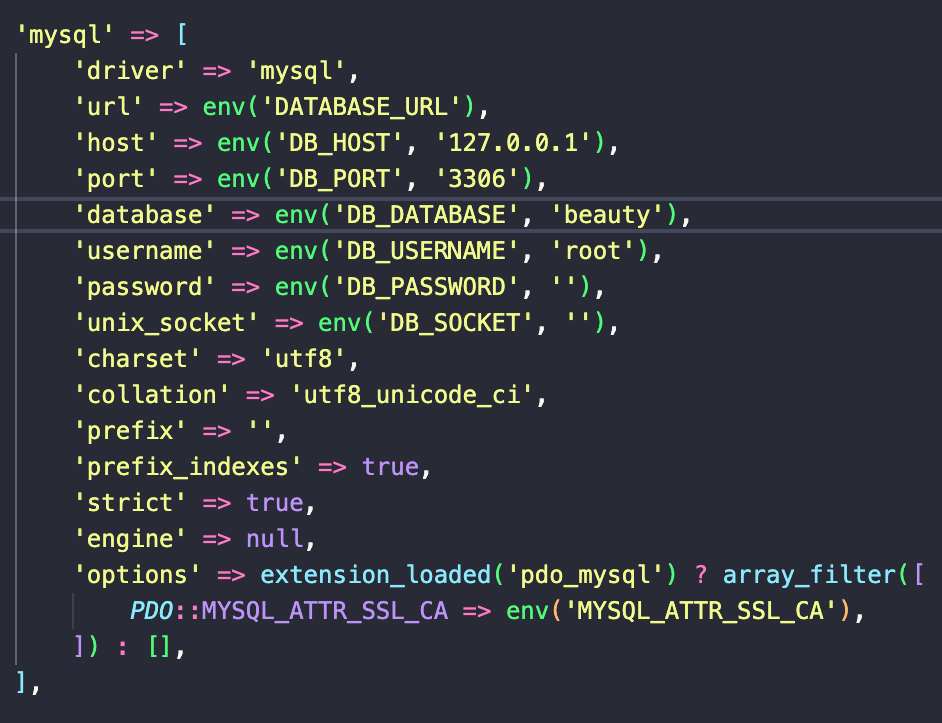 'mysql' => [
    'driver' => 'mysql',
    'url' => env('DATABASE_URL'),
    'host' => env('DB_HOST', '127.0.0.1'),
    'port' => env('DB_PORT', '3306'),
    'database' => env('DB_DATABASE', 'beauty'),
    'username' => env('DB_USERNAME', 'root'),
    'password' => env('DB_PASSWORD', ''),
    'unix_socket' => env('DB_SOCKET', ''),
    'charset' => 'utf8',
    'collation' => 'utf8_unicode_ci',
    'prefix' => '',
    'prefix_indexes' => true,
    'strict' => true,
    'engine' => null,
    'options' => extension_loaded('pdo_mysql') ? array_filter([
        PDO::MYSQL_ATTR_SSL_CA => env('MYSQL_ATTR_SSL_CA'),
    ]) : [],
],